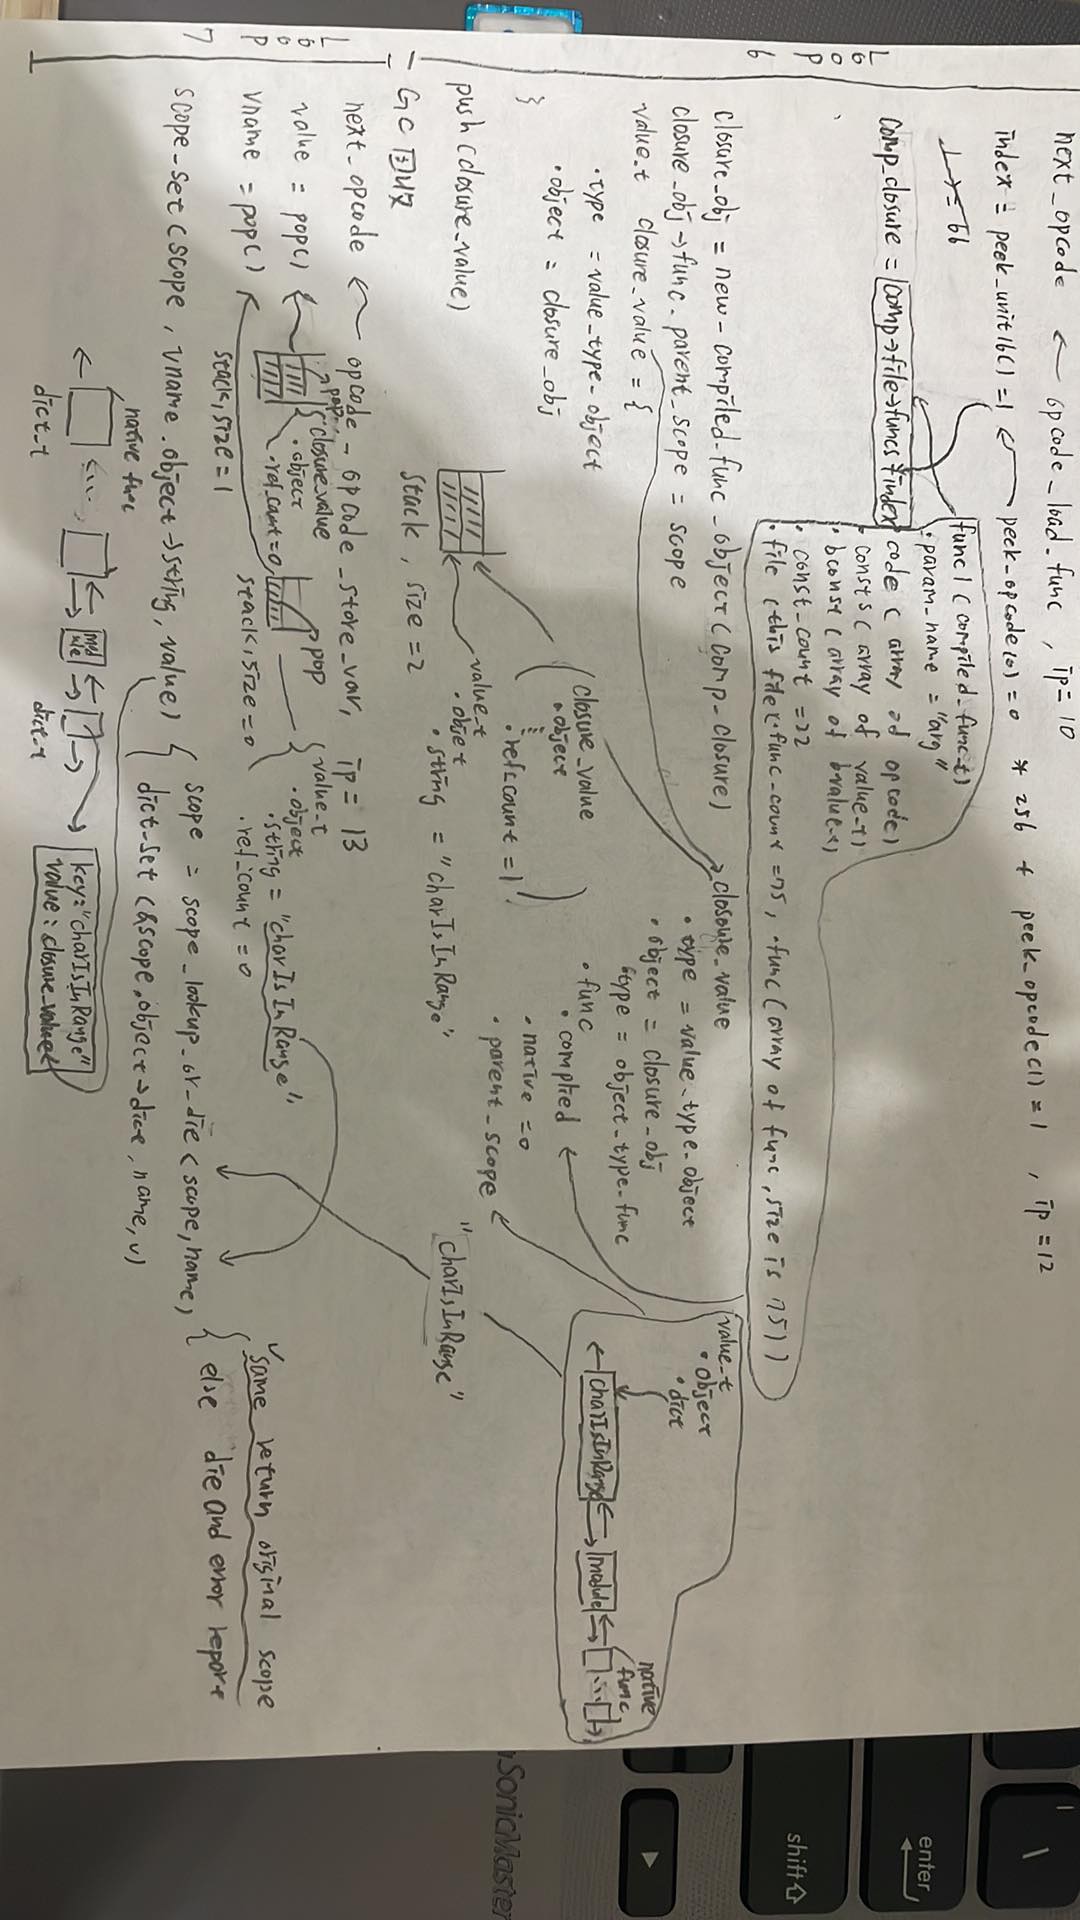 next_opcode ← opcode_load_func , ip = 10
index = peek_unit16() = 1 ← peek_opcode(0) = 0 * 256 + peek_opcode(1) = 1 , ip = 12
func1 (compiled_func_t)
· param_name = "arg"
comp_closure = comp→file→funcs + index
code ( array od opcode)
· consts ( array of value_t)
· bconst ( array of bvalue_t)
· const_count = 22
· file (this file (·func_count = 75, ·func (array of func, size is 75))
LOOP 6
closure_obj = new_compiled_func_object (comp_closure)
closure_obj→func.parent_scope = scope
value_t closure_value = {
·type = value_type_object
·object = closure_obj
}
push (closure_value)
closoure_value
· type = value_type_object
· object = closure_obj
type = object_type_func
· func
· complied
· native = 0
· parent_scope
value_t
· object
· dict
charIsInRange
module
native func
closure_value
· object
· ref_count = 1
value_t
· objet
· string = "charIsInRange"
stack , size = 2
"charIsInRange"
GC 回收
LOOP 7
next_opcode ← opcode_opcode_store_var, ip = 13
value = pop()
pop
closure_value
· object
· ref_count = 0
stack, size = 1
vname = pop()
pop
stack, size = 0
value_t
· object
· string = "charIsInRange"
· ref_count = 0
scope_set (scope, vname.object→string, value)
scope = scope_lookup_or_die (scope, name)
dict_set (&scope.object→dict, name, v)
same return original scope
else die and error report
native func
dict_t
module
dict_t
key = "charIsInRange"
value : closure_value
enter
shift
SonicMaster
\